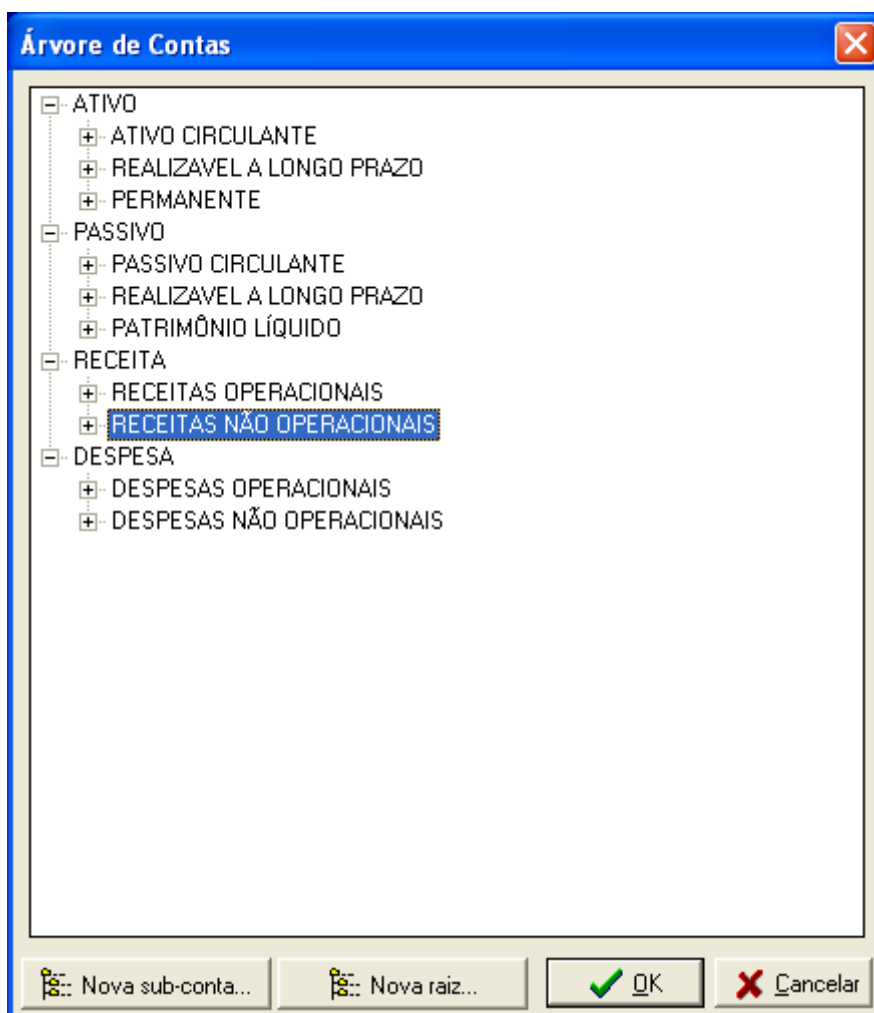 Árvore de Contas
ATIVO
ATIVO CIRCULANTE
REALIZAVEL A LONGO PRAZO
PERMANENTE
PASSIVO
PASSIVO CIRCULANTE
REALIZAVEL A LONGO PRAZO
PATRIMÔNIO LÍQUIDO
RECEITA
RECEITAS OPERACIONAIS
RECEITAS NÃO OPERACIONAIS
DESPESA
DESPESAS OPERACIONAIS
DESPESAS NÃO OPERACIONAIS
Nova sub-conta... Nova raiz... OK Cancelar